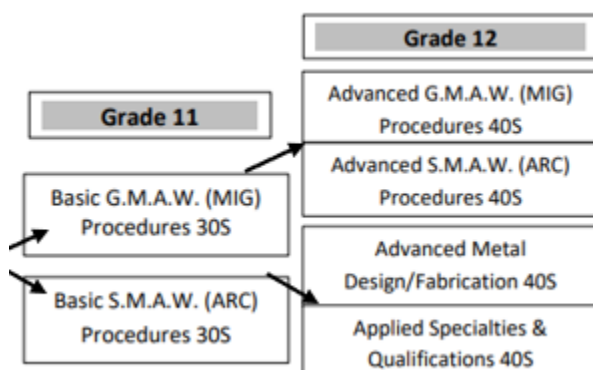 Grade 12
Advanced G.M.A.W. (MIG)
Procedures 40S
Grade 11
Advanced S.M.A.W. (ARC)
Procedures 40S
Basic G.M.A.W. (MIG)
Procedures 30S
Advanced Metal
Design/Fabrication 40S
Basic S.M.A.W. (ARC)
Procedures 30S
Applied Specialties &
Qualifications 40S